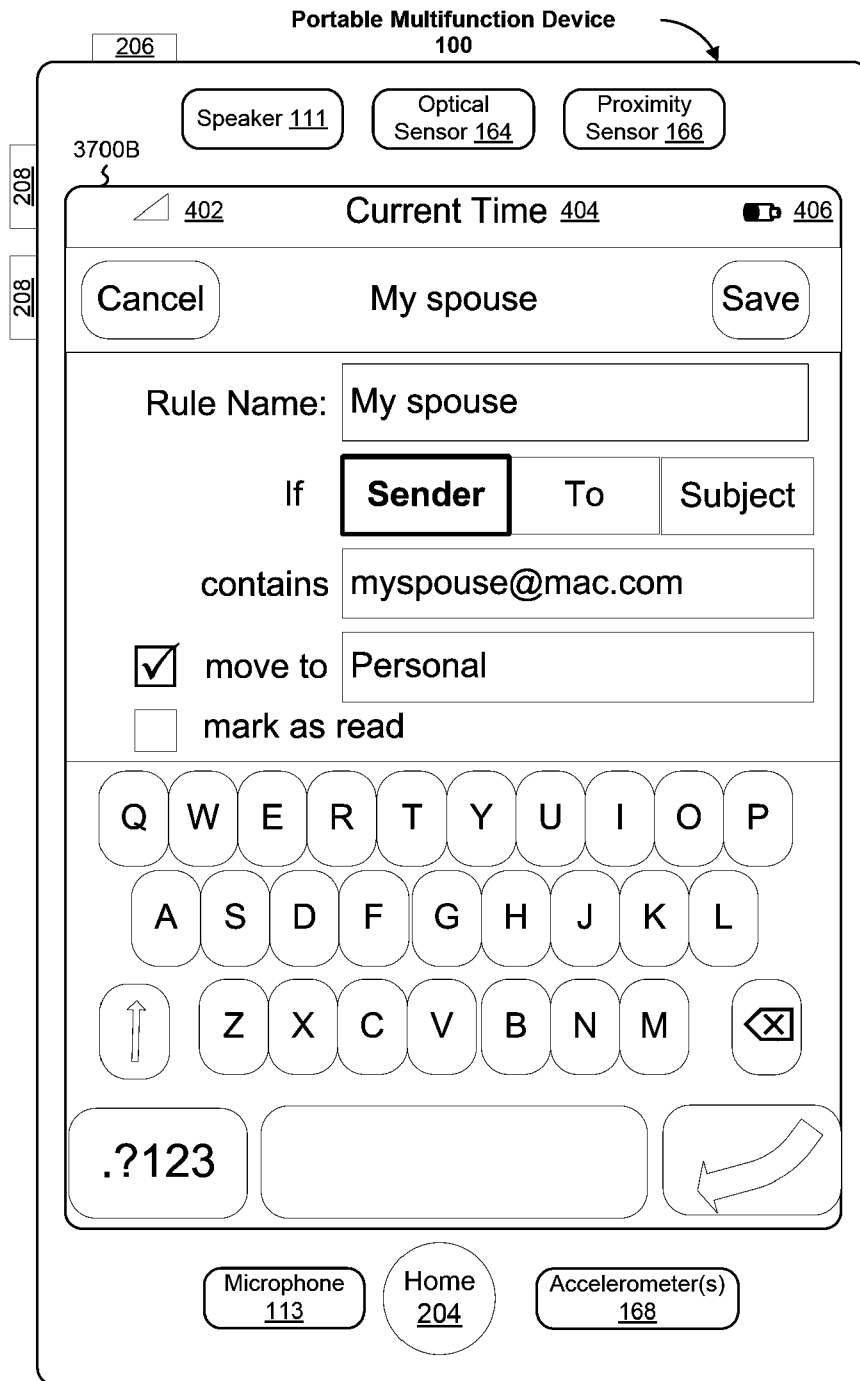 Portable Multifunction Device
100
206
Speaker 111
Optical
Sensor 164
Proximity
Sensor 166
3700B
208
208
402
Current Time 404
406
Cancel
My spouse
Save
Rule Name:
My spouse
If
Sender
To
Subject
contains
myspouse@mac.com
move to
Personal
mark as read
Q W E R T Y U I O P
A S D F G H J K L
Z X C V B N M
.?123
Microphone
113
Home
204
Accelerometer(s)
168